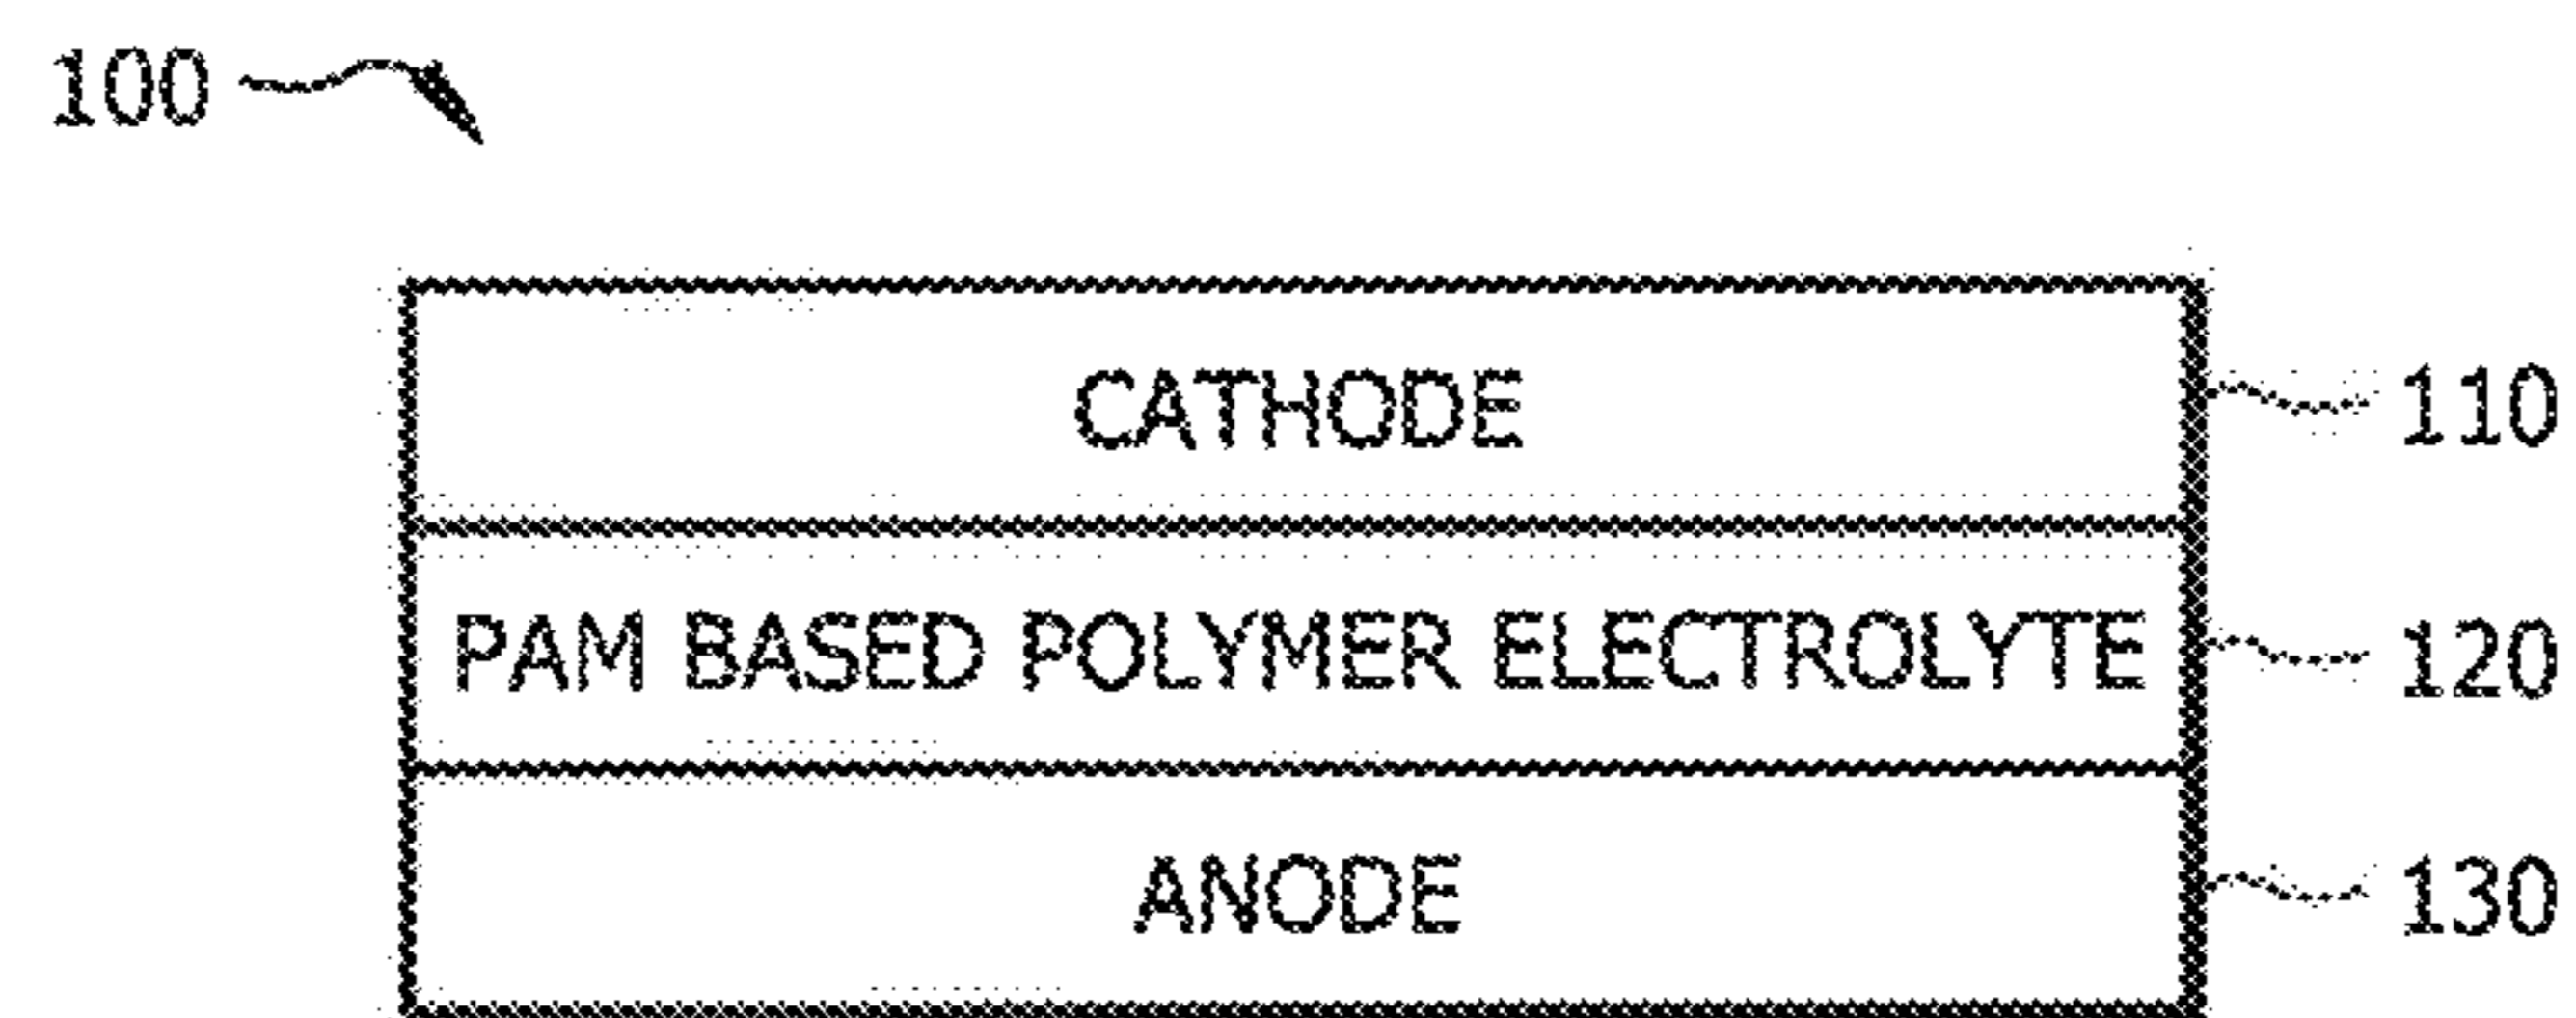 100
CATHODE 110
PAM BASED POLYMER ELECTROLYTE 120
ANODE 130